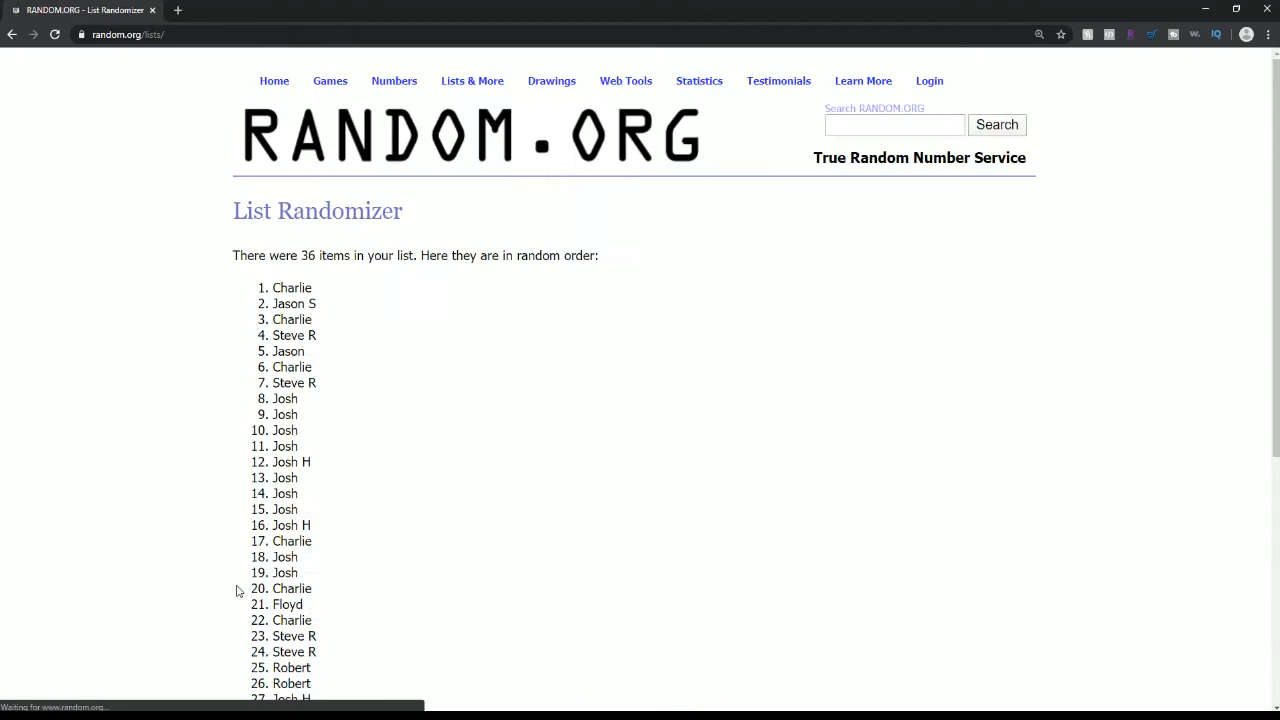 RANDOM.ORG - List Randomizer
random.org/lists/
Home Games Numbers Lists & More Drawings Web Tools Statistics Testimonials Learn More Login
RANDOM.ORG
Search RANDOM.ORG
Search
True Random Number Service
List Randomizer
There were 36 items in your list. Here they are in random order:
1. Charlie
2. Jason S
3. Charlie
4. Steve R
5. Jason
6. Charlie
7. Steve R
8. Josh
9. Josh
10. Josh
11. Josh
12. Josh H
13. Josh
14. Josh
15. Josh
16. Josh H
17. Charlie
18. Josh
19. Josh
20. Charlie
21. Floyd
22. Charlie
23. Steve R
24. Steve R
25. Robert
26. Robert
27. Josh H
Waiting for www.random.org...